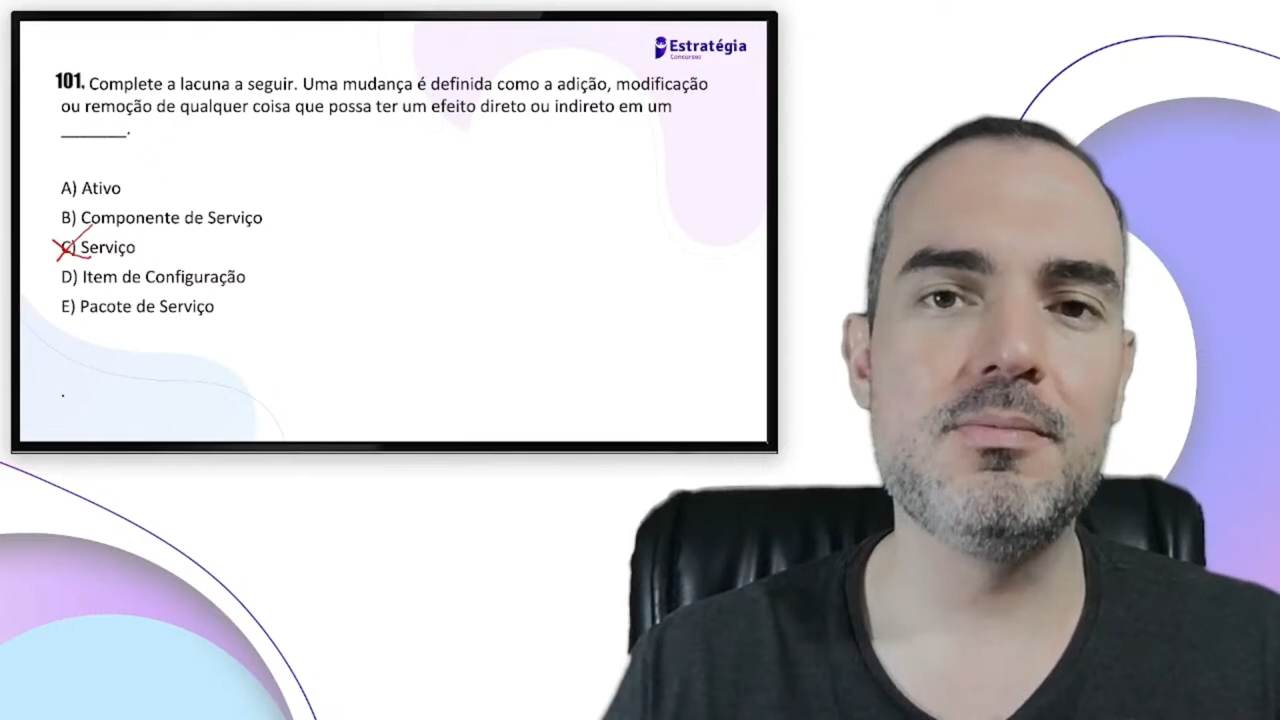 Estratégia
Concursos
101. Complete a lacuna a seguir. Uma mudança é definida como a adição, modificação
ou remoção de qualquer coisa que possa ter um efeito direto ou indireto em um
_______.
A) Ativo
B) Componente de Serviço
C) Serviço
D) Item de Configuração
E) Pacote de Serviço
.